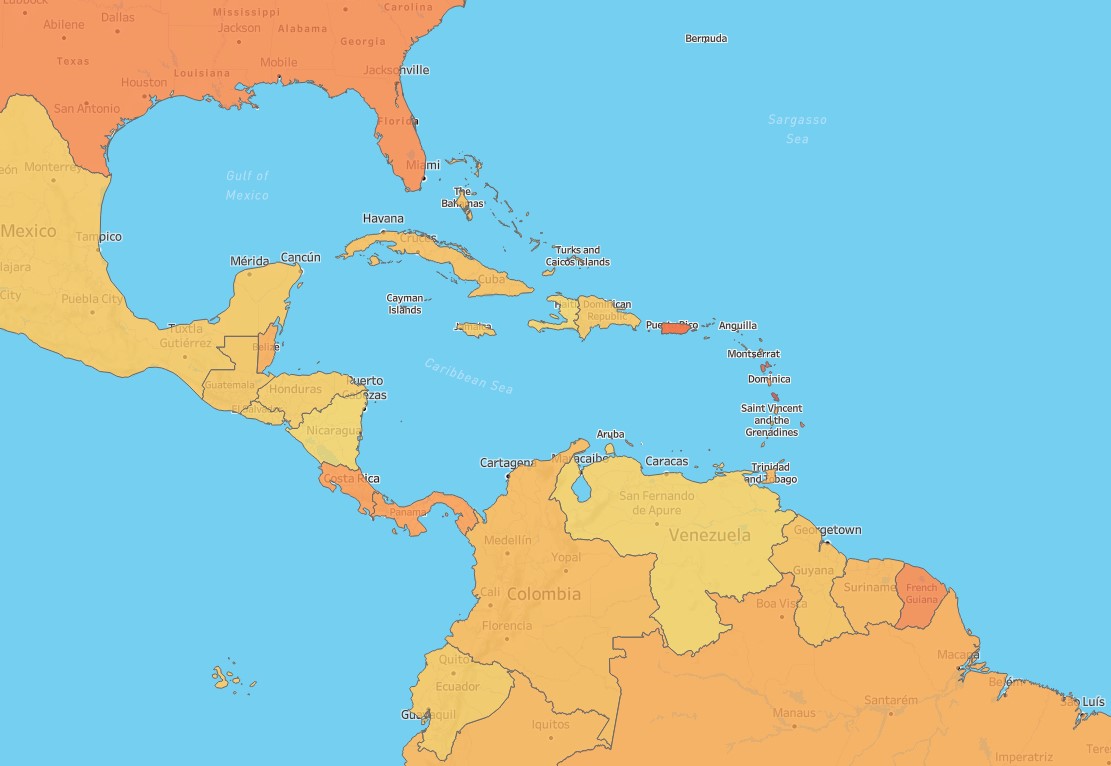 Lubbock
Abilene
Dallas
Mississippi
Jackson
Alabama
Carolina
Georgia
Bermuda
Texas
Louisiana
Mobile
Jacksonville
Houston
San Antonio
Florida
Sargasso
Sea
Monterrey
Gulf of
Mexico
Miami
The
Bahamas
Mexico
Tampico
Havana
Cruces
Turks and
Caicos Islands
Mérida
Cancún
Cuba
City
Puebla City
Cayman
Islands
Haiti
Dominican
Republic
Jamaica
Puerto Rico
Anguilla
Tuxtla
Gutiérrez
Belize
Montserrat
Dominica
Caribbean Sea
Guatemala
Honduras
Puerto
Cabezas
El Salvador
Saint Vincent
and the
Grenadines
Nicaragua
Aruba
Costa Rica
Cartagena
Maracaibo
Caracas
Trinidad
and Tobago
Panama
San Fernando
de Apure
Venezuela
Georgetown
Medellín
Yopal
Guyana
Suriname
French
Guiana
Cali
Colombia
Boa Vista
Florencia
Macapá
Quito
Ecuador
Belém
Guayaquil
Iquitos
Santarém
São Luís
Manaus
Imperatriz